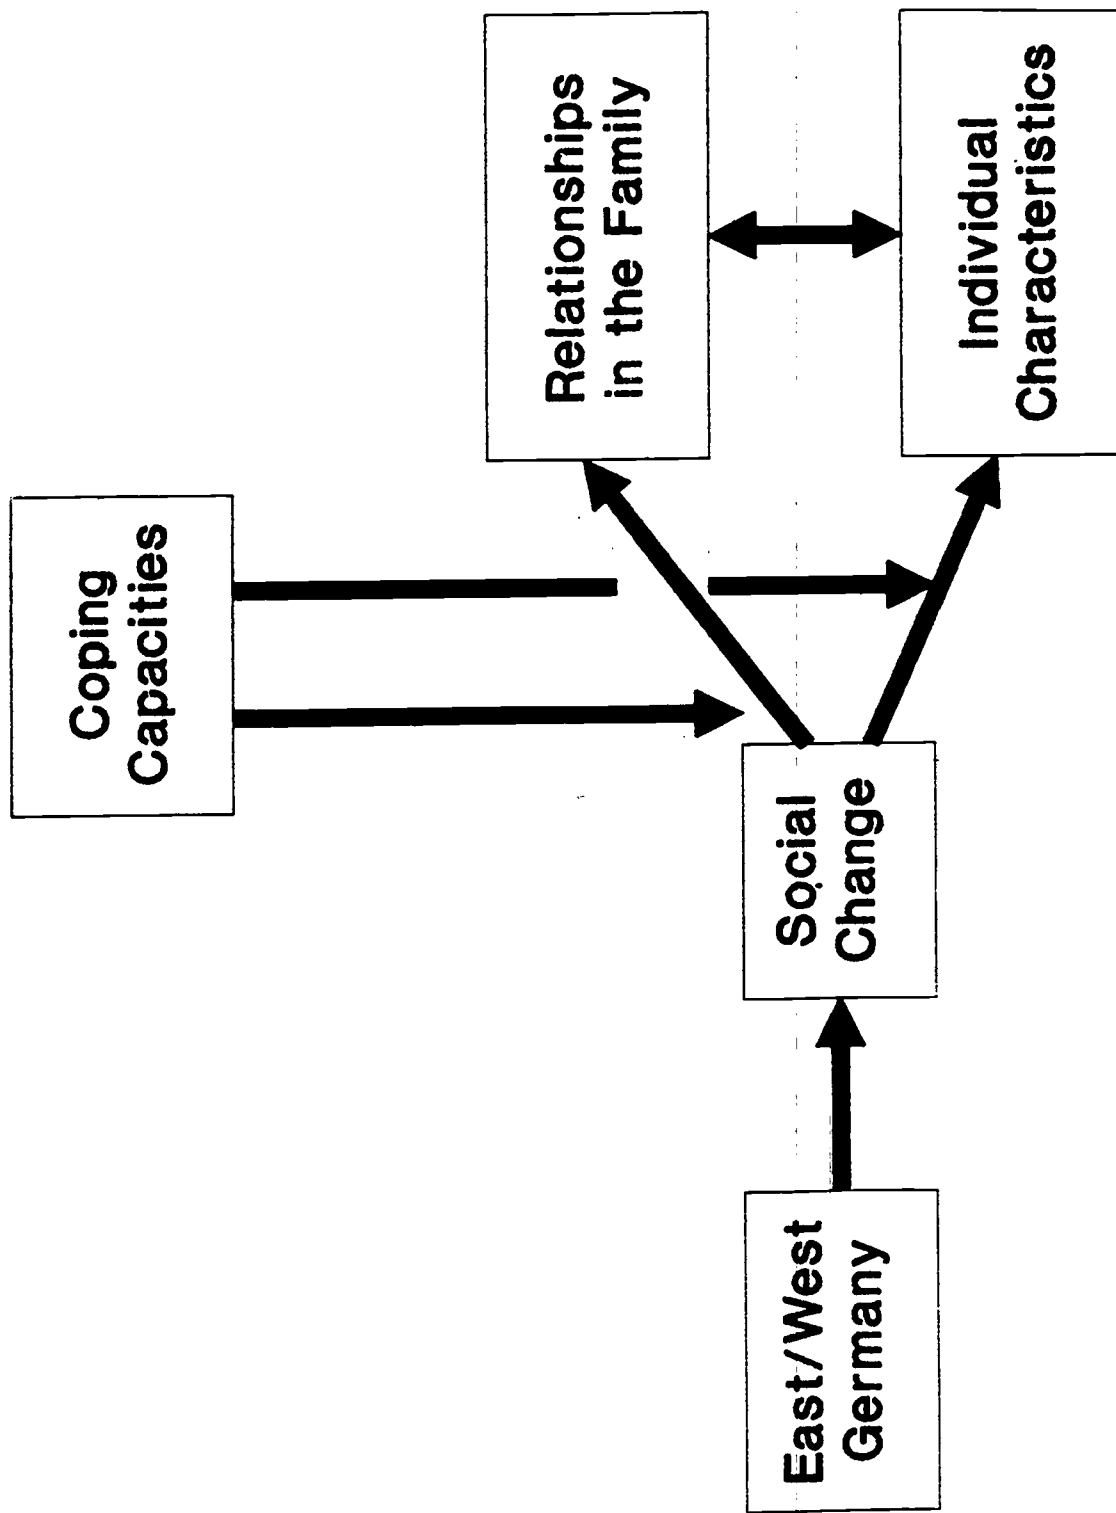 Coping
Capacities
Relationships
in the Family
East/West
Germany
Social
Change
Individual
Characteristics